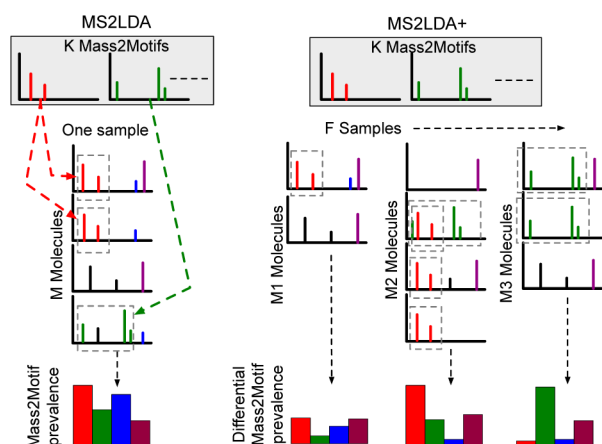 MS2LDA
K Mass2Motifs
One sample
M Molecules
Mass2Motif
prevalence
MS2LDA+
K Mass2Motifs
F Samples
M1 Molecules
M2 Molecules
M3 Molecules
Differential
Mass2Motif
prevalence